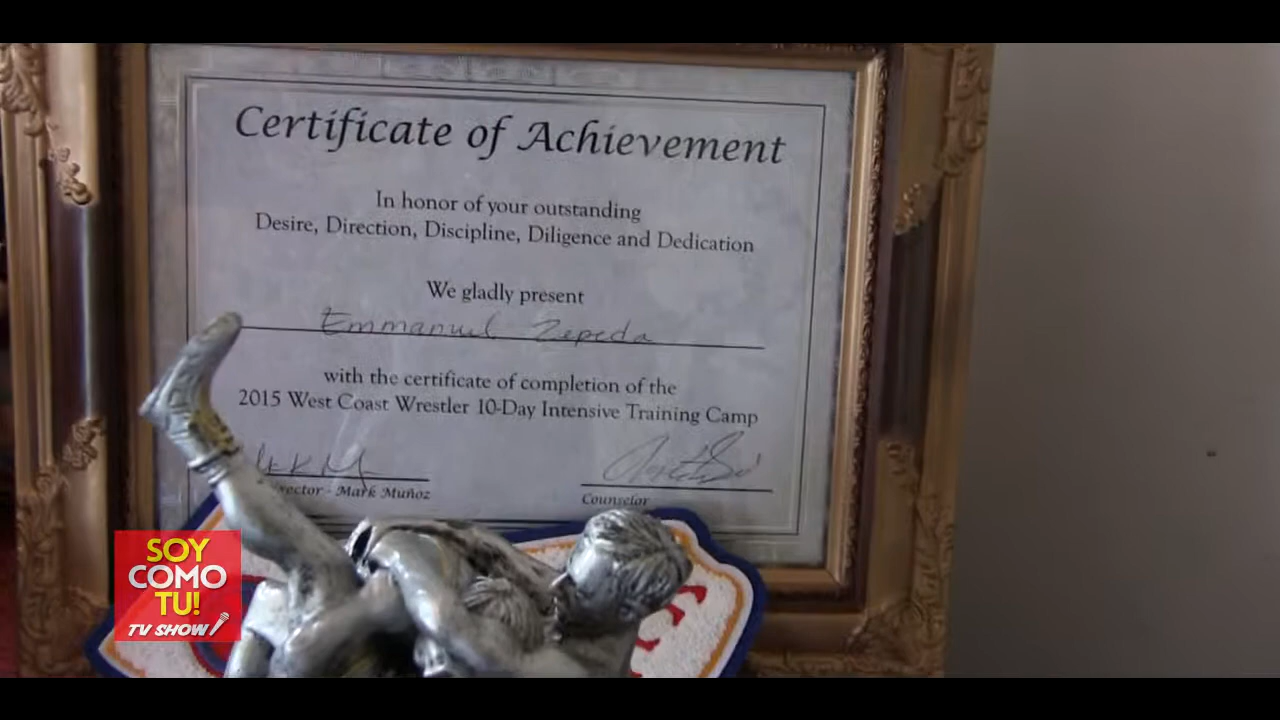 Certificate of Achievement
In honor of your outstanding
Desire, Direction, Discipline, Diligence and Dedication
We gladly present
Emmanuel Zepeda
with the certificate of completion of the
2015 West Coast Wrestler 10-Day Intensive Training Camp
- Mark Muñoz
Counselor
SOY
COMO
TU!
TV SHOW